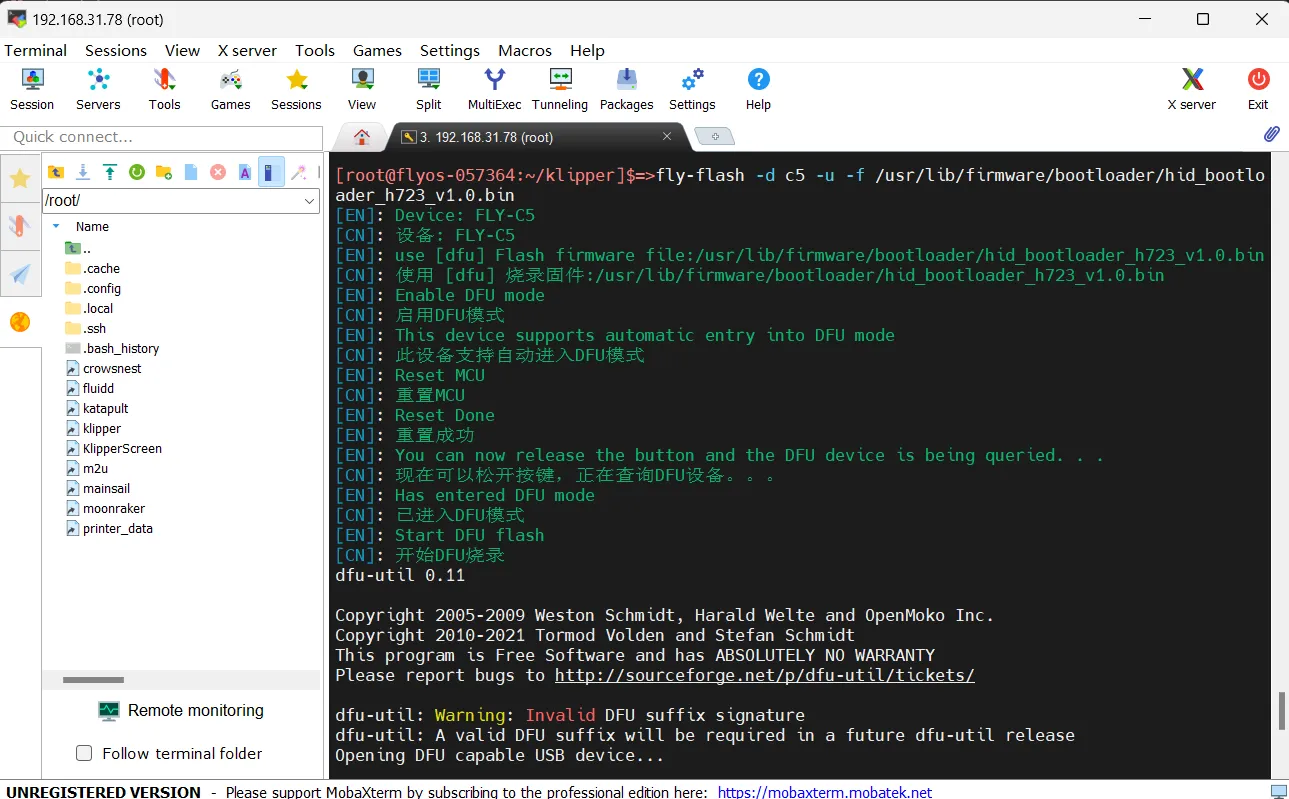 192.168.31.78 (root)
Terminal Sessions View X server Tools Games Settings Macros Help
Session Servers Tools Games Sessions View Split MultiExec Tunneling Packages Settings Help X server Exit
Quick connect...
3. 192.168.31.78 (root)
/root/
Name
..
.cache
.config
.local
.ssh
.bash_history
crowsnest
fluidd
katapult
klipper
KlipperScreen
m2u
mainsail
moonraker
printer_data
Remote monitoring
Follow terminal folder
[root@flyos-057364:~/klipper]$=>fly-flash -d c5 -u -f /usr/lib/firmware/bootloader/hid_bootlo
ader_h723_v1.0.bin
[EN]: Device: FLY-C5
[CN]: 设备: FLY-C5
[EN]: use [dfu] Flash firmware file:/usr/lib/firmware/bootloader/hid_bootloader_h723_v1.0.bin
[CN]: 使用 [dfu] 烧录固件:/usr/lib/firmware/bootloader/hid_bootloader_h723_v1.0.bin
[EN]: Enable DFU mode
[CN]: 启用DFU模式
[EN]: This device supports automatic entry into DFU mode
[CN]: 此设备支持自动进入DFU模式
[EN]: Reset MCU
[CN]: 重置MCU
[EN]: Reset Done
[EN]: 重置成功
[EN]: You can now release the button and the DFU device is being queried. . .
[CN]: 现在可以松开按键，正在查询DFU设备。。。
[EN]: Has entered DFU mode
[CN]: 已进入DFU模式
[EN]: Start DFU flash
[CN]: 开始DFU烧录
dfu-util 0.11
Copyright 2005-2009 Weston Schmidt, Harald Welte and OpenMoko Inc.
Copyright 2010-2021 Tormod Volden and Stefan Schmidt
This program is Free Software and has ABSOLUTELY NO WARRANTY
Please report bugs to http://sourceforge.net/p/dfu-util/tickets/
dfu-util: Warning: Invalid DFU suffix signature
dfu-util: A valid DFU suffix will be required in a future dfu-util release
Opening DFU capable USB device...
UNREGISTERED VERSION - Please support MobaXterm by subscribing to the professional edition here: https://mobaxterm.mobatek.net